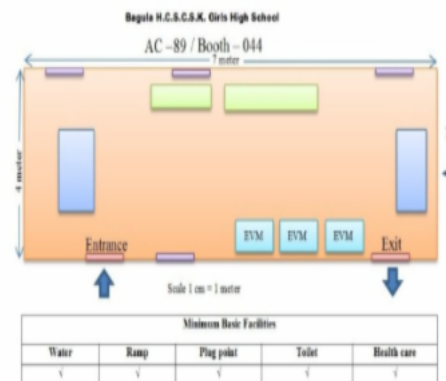 Bagula H.C.S.C.S.K. Girls High School
AC –89 / Booth – 044
7 meter
4 meter
EVM EVM EVM
Entrance Exit
Scale 1 cm = 1 meter
Minimum Basic Facilities
Water Ramp Plug point Toilet Health care
√ √ √ √ √